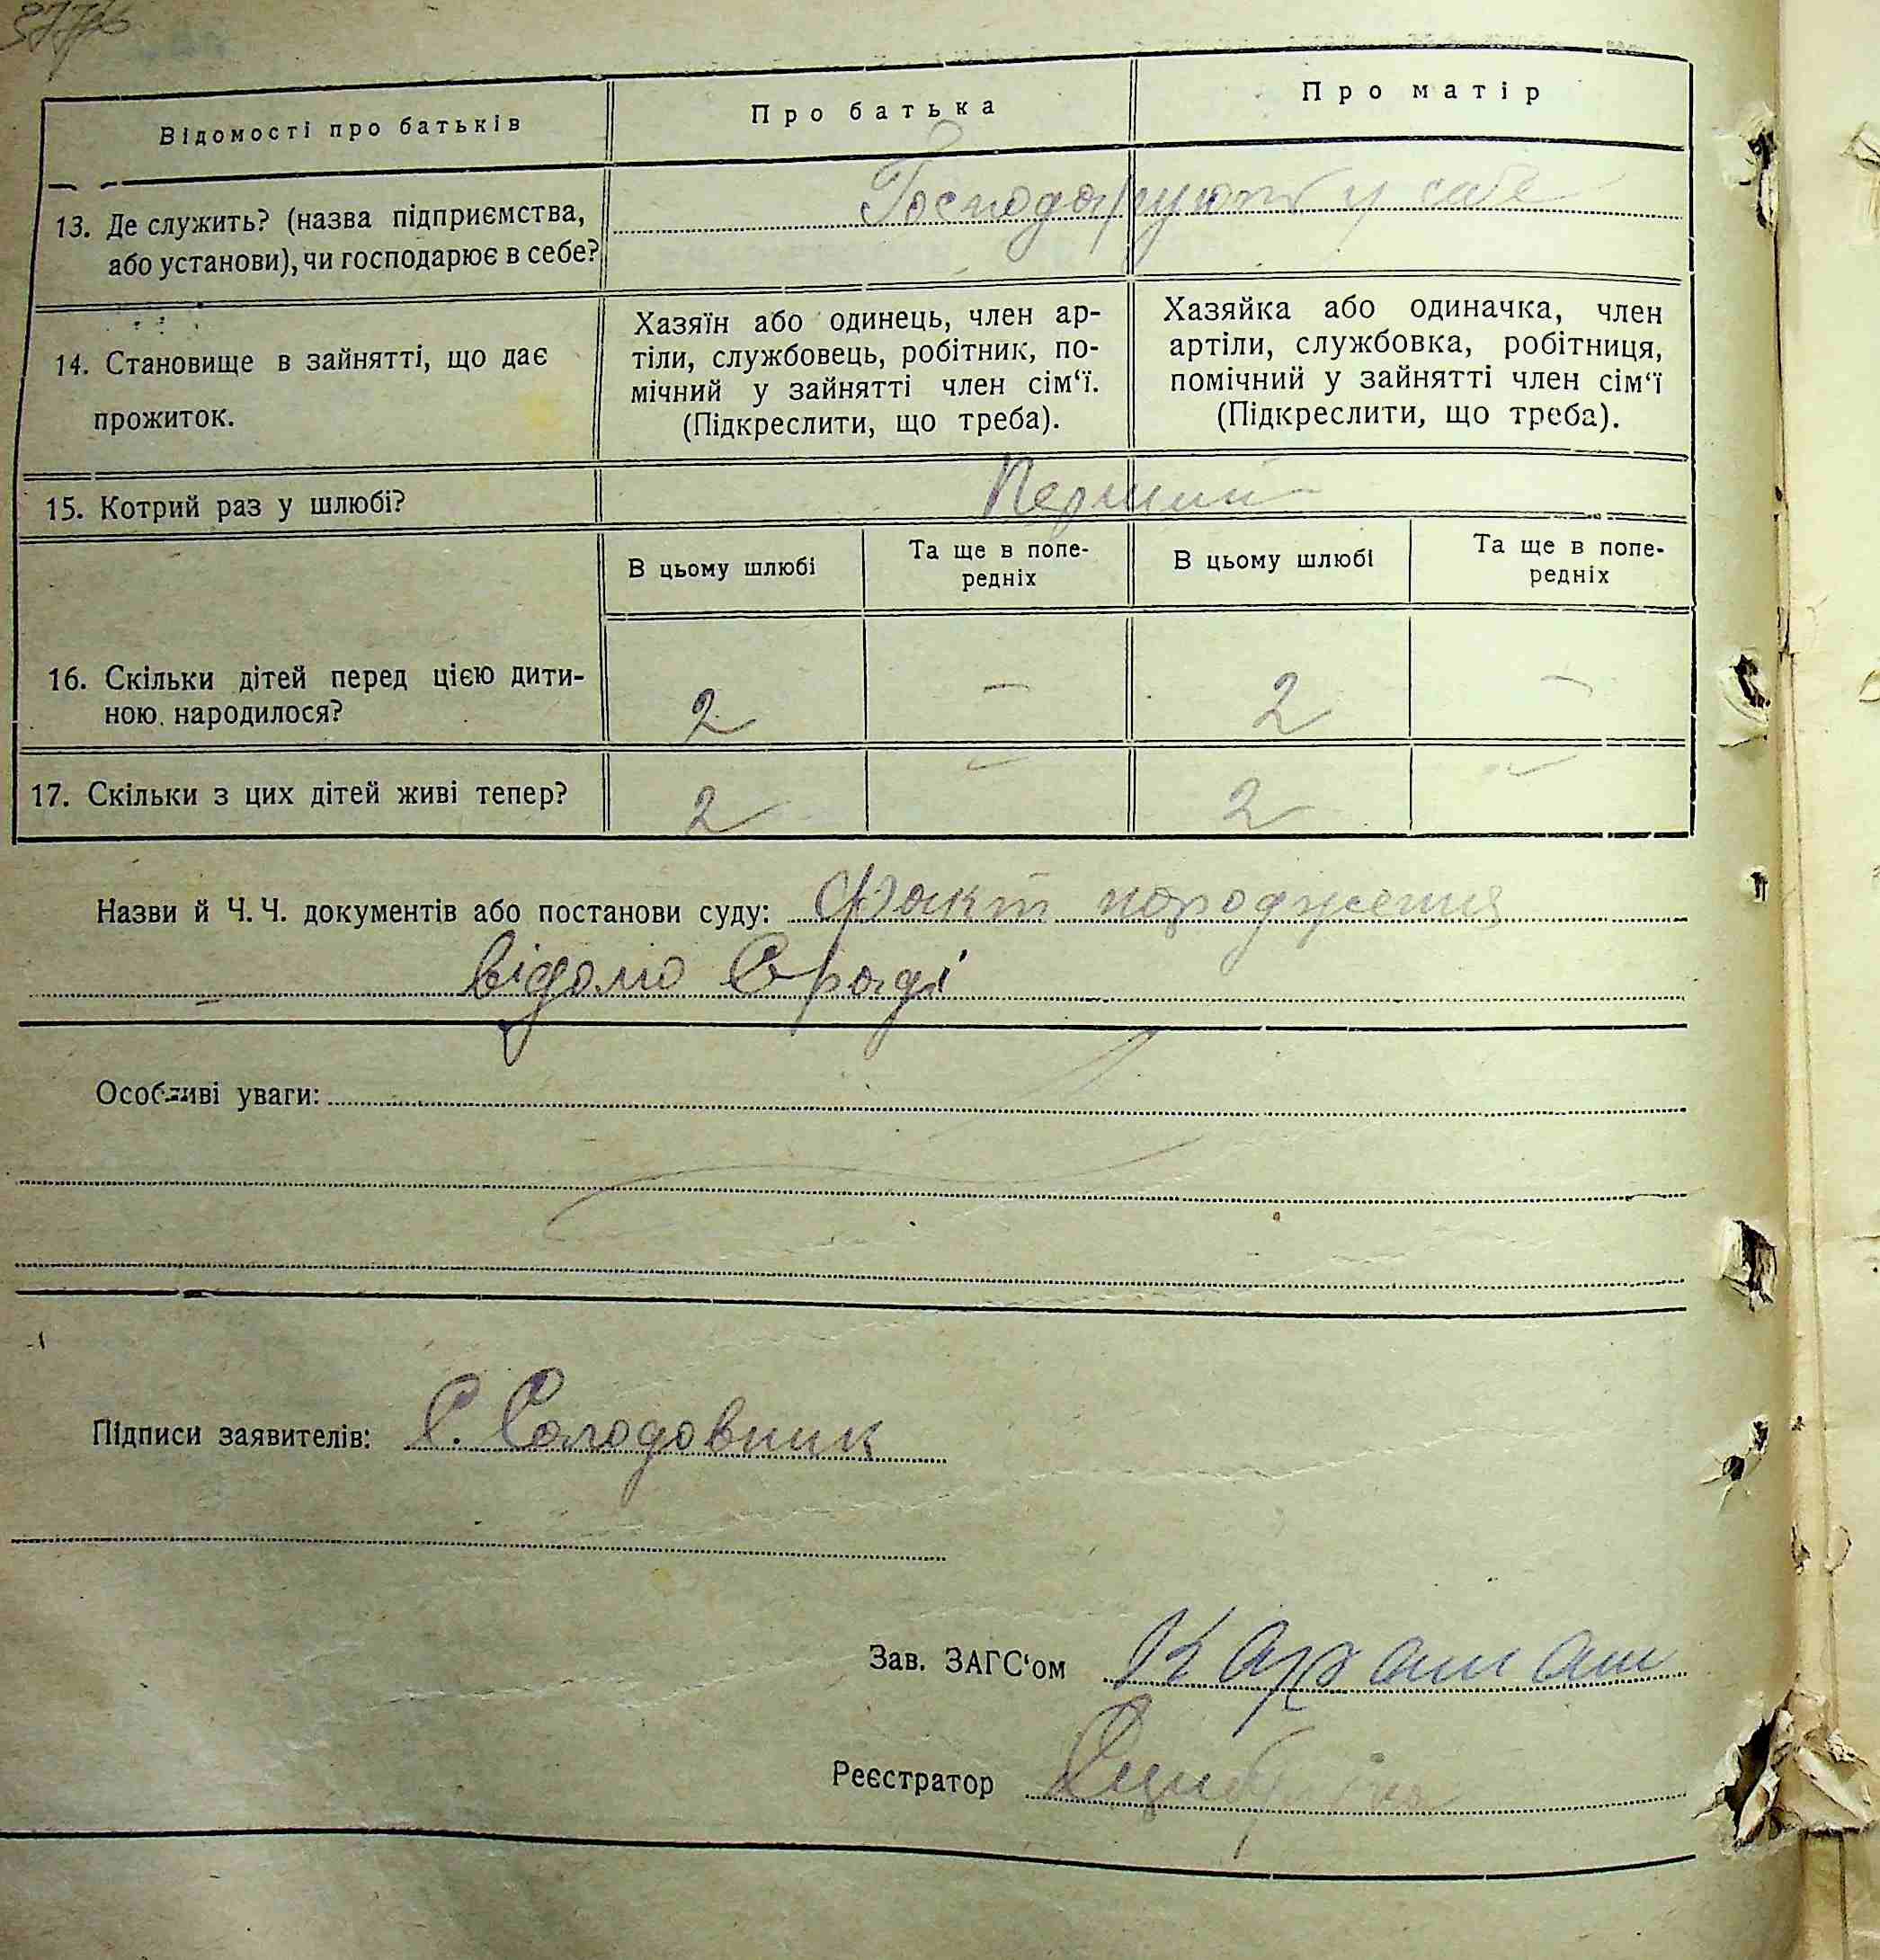 Відомості про батьків
Про батька
Про матір
13. Де служить? (назва підприємства,
або установи), чи господарює в себе?
Господарують у себе
14. Становище в зайнятті, що дає
прожиток.
Хазяїн або одинець, член ар-
тіли, службовець, робітник, по-
мічний у зайнятті член сім‘ї.
(Підкреслити, що треба).
Хазяйка або одиначка, член
артіли, службовка, робітниця,
помічний у зайнятті член сім‘ї
(Підкреслити, що треба).
15. Котрий раз у шлюбі?
Перший
В цьому шлюбі
Та ще в попе-
редніх
В цьому шлюбі
Та ще в попе-
редніх
16. Скільки дітей перед цією дити-
ною народилося?
2 – 2 –
17. Скільки з цих дітей живі тепер?
2 – 2 –
Назви й Ч. Ч. документів або постанови суду: Факт народження
відомо С раді
Особливі уваги:
Підписи заявителів: С. Солодовник
Зав. ЗАГС‘ом
Реєстратор